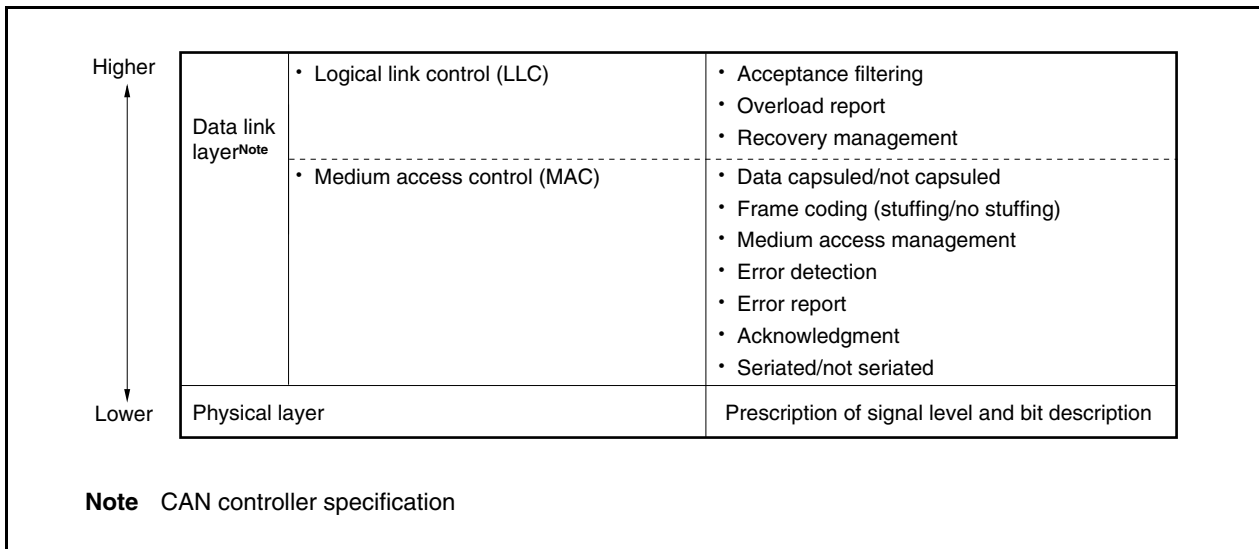 Higher
Data link
layerNote
• Logical link control (LLC)
• Acceptance filtering
• Overload report
• Recovery management
• Medium access control (MAC)
• Data capsuled/not capsuled
• Frame coding (stuffing/no stuffing)
• Medium access management
• Error detection
• Error report
• Acknowledgment
• Seriated/not seriated
Lower
Physical layer
Prescription of signal level and bit description
Note CAN controller specification